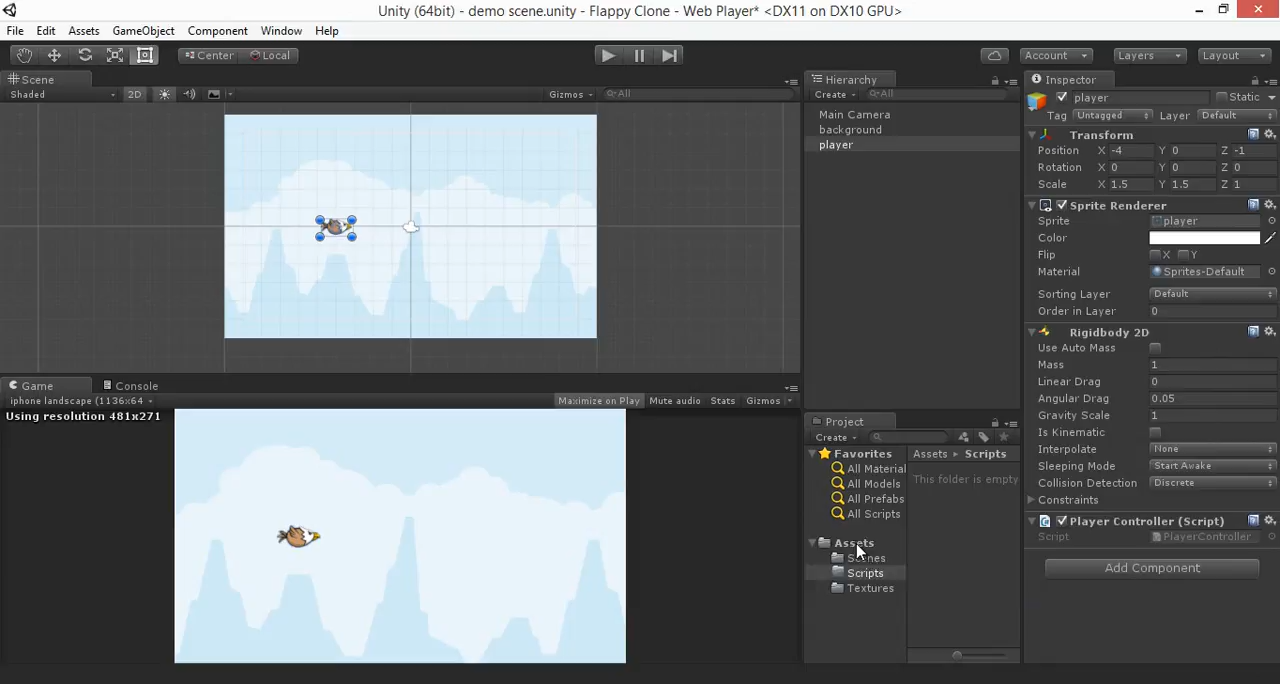 Unity (64bit) - demo scene.unity - Flappy Clone - Web Player* <DX11 on DX10 GPU>
File Edit Assets GameObject Component Window Help
Center Local Account Layers Layout
Scene
Shaded 2D Gizmos All
Hierarchy
Create All
Main Camera
background
player
Inspector
player Static
Tag Untagged Layer Default
Transform
Position X -4 Y 0 Z -1
Rotation X 0 Y 0 Z 0
Scale X 1.5 Y 1.5 Z 1
Sprite Renderer
Sprite player
Color
Flip X Y
Material Sprites-Default
Sorting Layer Default
Order in Layer 0
Rigidbody 2D
Use Auto Mass
Mass 1
Linear Drag 0
Angular Drag 0.05
Gravity Scale 1
Is Kinematic
Interpolate None
Sleeping Mode Start Awake
Collision Detection Discrete
Constraints
Player Controller (Script)
Script PlayerController
Add Component
Game Console
iphone landscape (1136x64 Maximize on Play Mute audio Stats Gizmos
Using resolution 481x271
Project
Create
Favorites
All Material
All Models
All Prefabs
All Scripts
Assets
Scenes
Scripts
Textures
Assets Scripts
This folder is empty